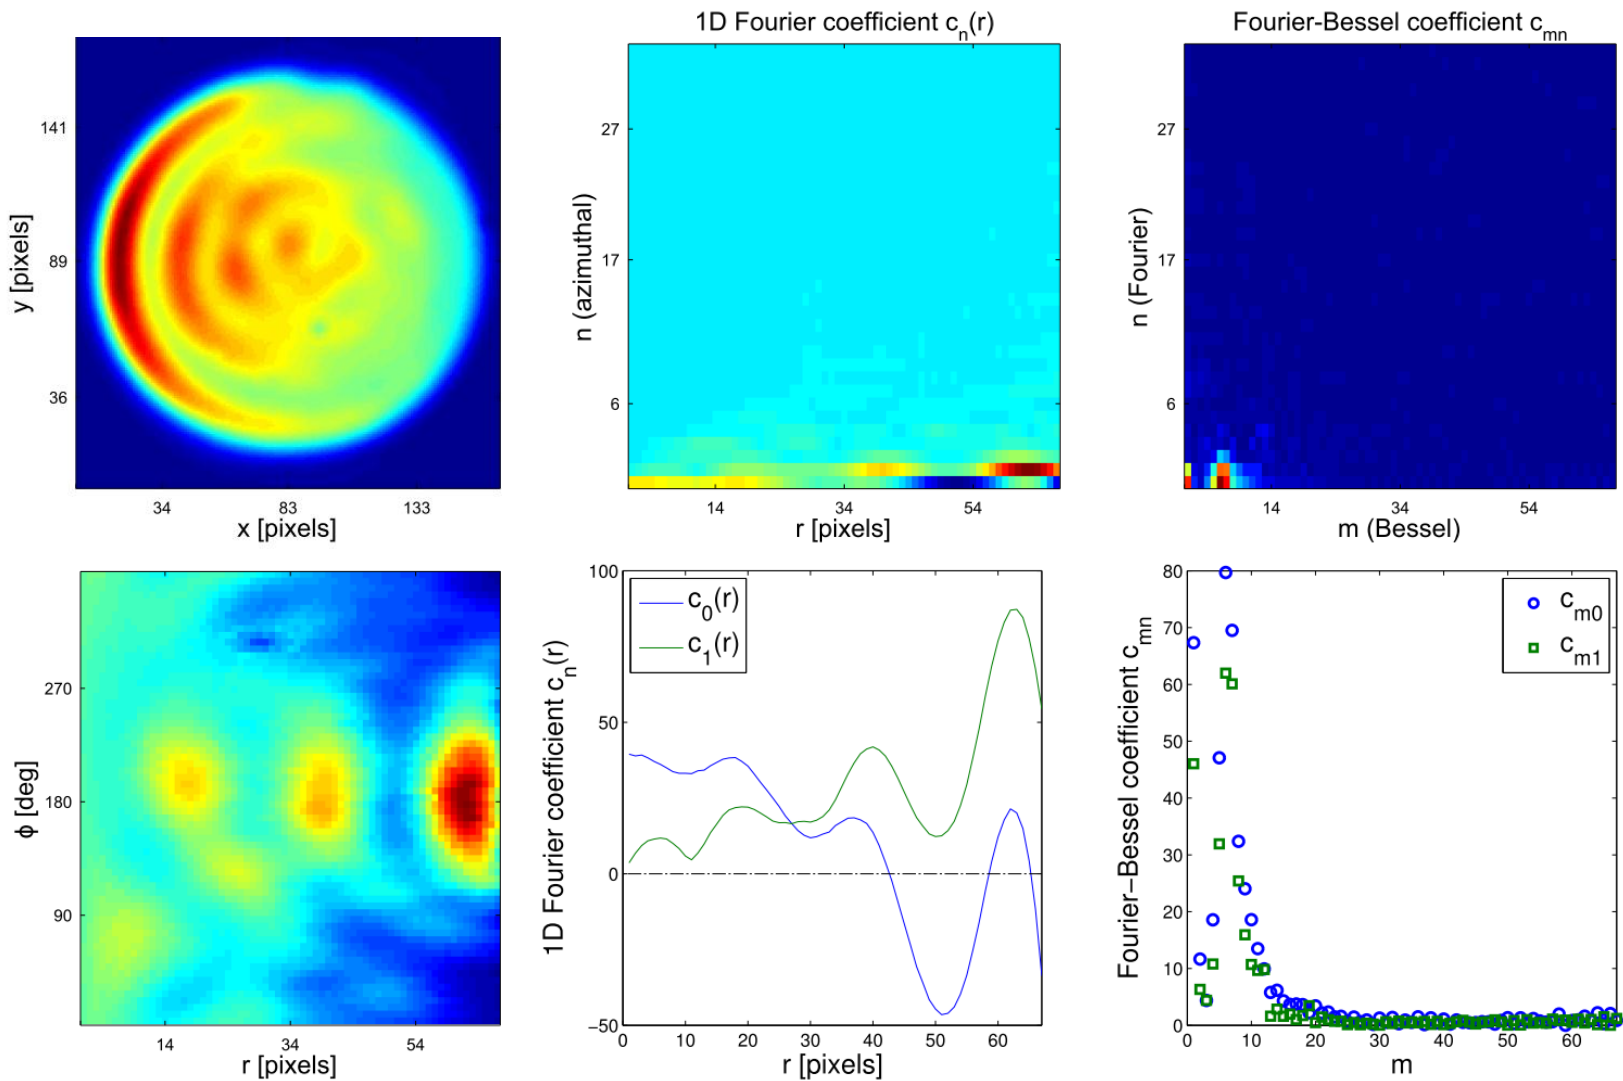 1D Fourier coefficient c_n(r)
Fourier-Bessel coefficient c_mn
141
89
36
y [pixels]
34
83
133
x [pixels]
27
17
6
n (azimuthal)
14
34
54
r [pixels]
27
17
6
n (Fourier)
14
34
54
m (Bessel)
270
180
90
ϕ [deg]
14
34
54
r [pixels]
100
50
0
−50
1D Fourier coefficient c_n(r)
c_0(r)
c_1(r)
0
10
20
30
40
50
60
r [pixels]
80
70
60
50
40
30
20
10
0
Fourier−Bessel coefficient c_mn
c_m0
c_m1
0
10
20
30
40
50
60
m